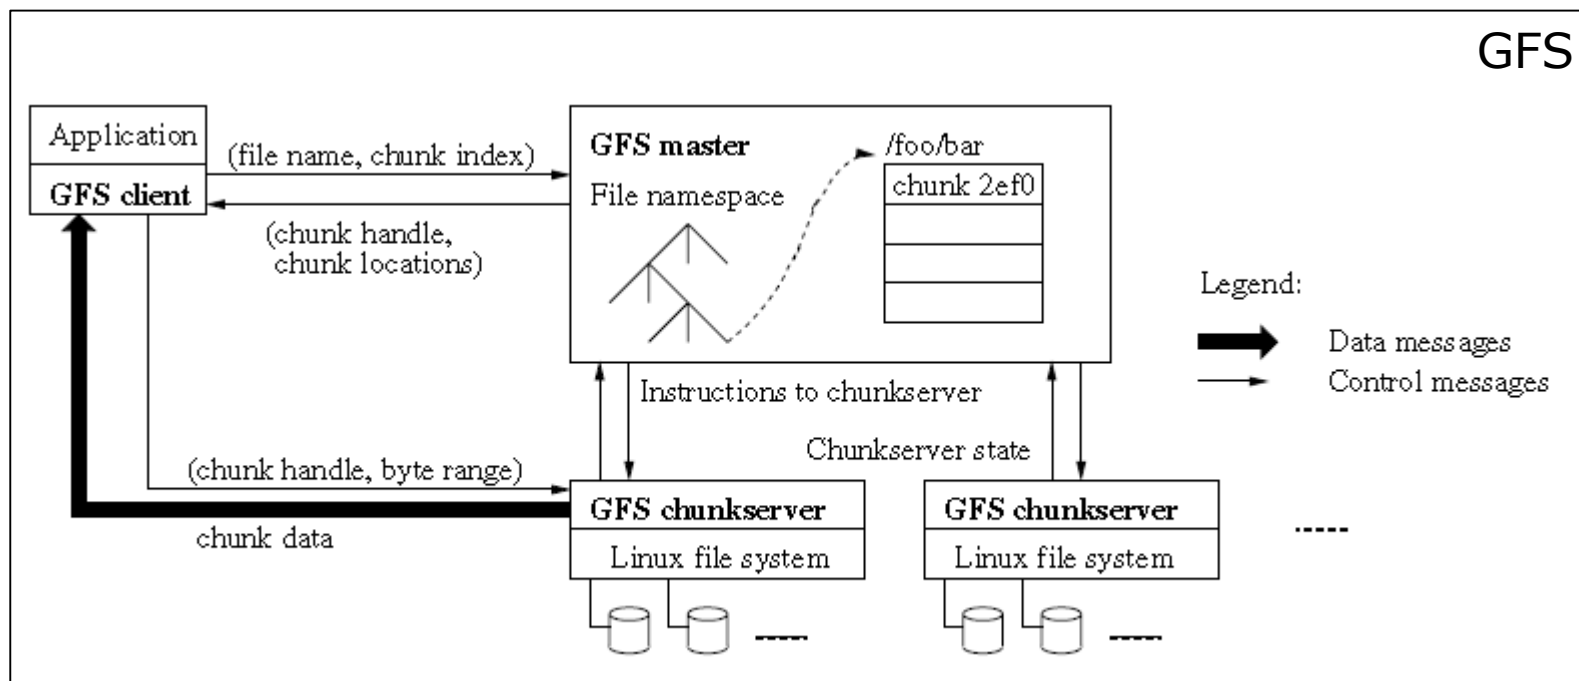 GFS
Application
GFS client
(file name, chunk index)
(chunk handle,
chunk locations)
GFS master
File namespace
/foo/bar
chunk 2ef0
Legend:
Data messages
Control messages
Instructions to chunkserver
Chunkserver state
(chunk handle, byte range)
chunk data
GFS chunkserver
Linux file system
GFS chunkserver
Linux file system